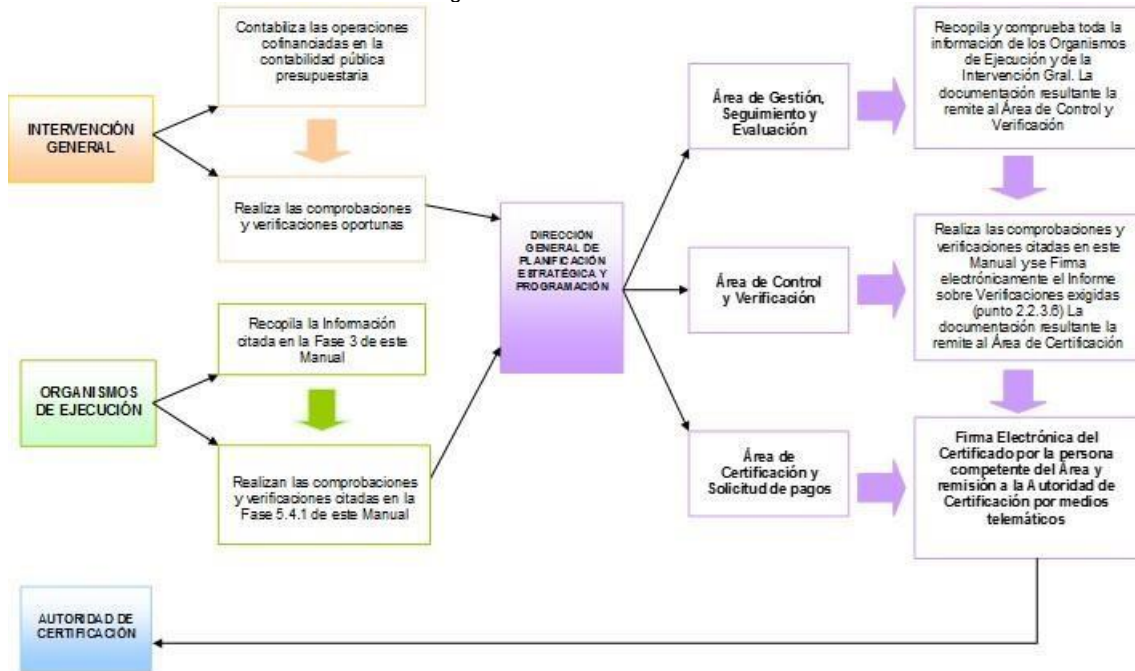 Contabiliza las operaciones
cofinanciadas en la
contabilidad pública
presupuestaria
INTERVENCIÓN
GENERAL
Realiza las comprobaciones
y verificaciones oportunas
Recopila la Información
citada en la Fase 3 de este
Manual
ORGANISMOS
DE EJECUCIÓN
Realizan las comprobaciones
y verificaciones citadas en la
Fase 5.4.1 de este Manual
DIRECCIÓN
GENERAL DE
PLANIFICACIÓN
ESTRATÉGICA Y
PROGRAMACIÓN
Área de Gestión,
Seguimiento y
Evaluación
Recopila y comprueba toda la
información de los Organismos
de Ejecución y de la
Intervención Gral. La
documentación resultante la
remite al Área de Control y
Verificación
Área de Control
y Verificación
Realiza las comprobaciones y
verificaciones citadas en este
Manual y se Firma
electrónicamente el Informe
sobre Verificaciones exigidas
(punto 2.2.3.6) La
documentación resultante la
remite al Área de Certificación
Área de
Certificación y
Solicitud de pagos
Firma Electrónica del
Certificado por la persona
competente del Área y
remisión a la Autoridad de
Certificación por medios
telemáticos
AUTORIDAD DE
CERTIFICACIÓN